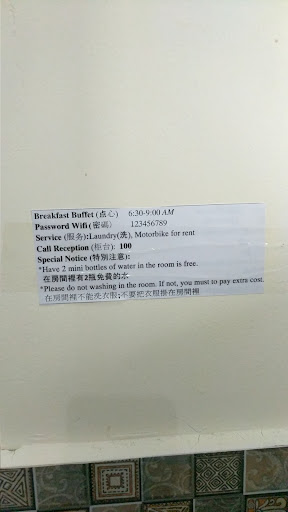 Breakfast Buffet (点心) 6:30-9:00 AM
Password Wifi (密碼) 123456789
Service (服务):Laundry(洗), Motorbike for rent
Call Reception (柜台): 100
Special Notice (特別注意):
*Have 2 mini bottles of water in the room is free.
在房間裡有2瓶免費的水
*Please do not washing in the room. If not, you must to pay extra cost.
在房間裡不能洗衣服;不要把衣服掛在房間裡